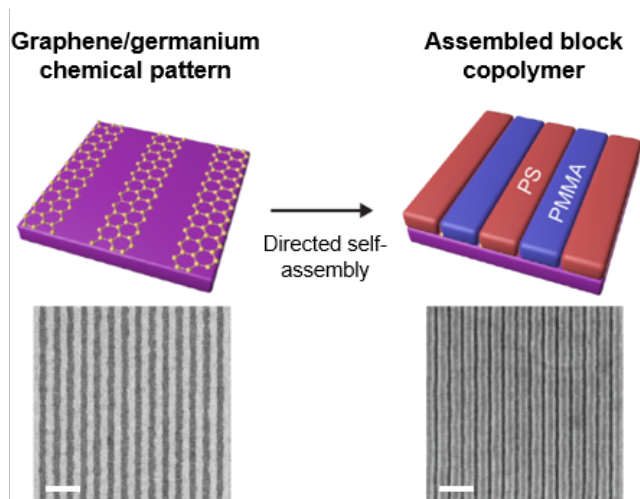 Graphene/germanium
chemical pattern
Assembled block
copolymer
PS
PMMA
Directed self-
assembly